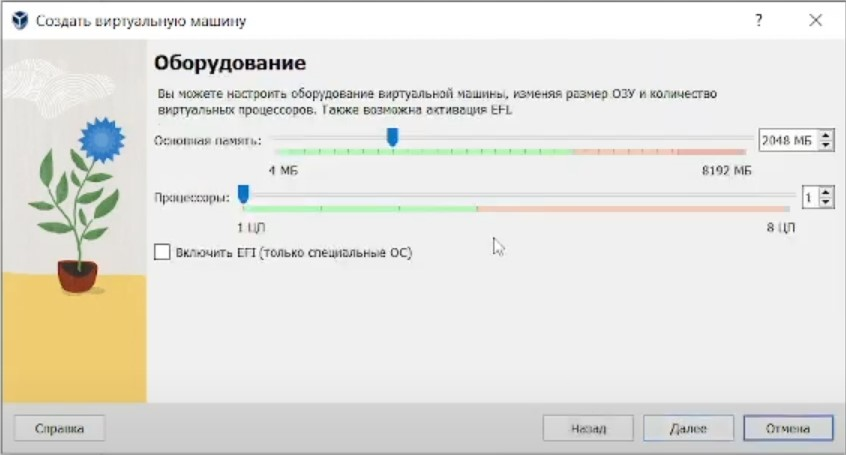 Создать виртуальную машину
?
Оборудование
Вы можете настроить оборудование виртуальной машины, изменяя размер ОЗУ и количество
виртуальных процессоров. Также возможна активация EFI.
Основная память:
2048 МБ
4 МБ
8192 МБ
Процессоры:
1
1 ЦП
8 ЦП
Включить EFI (только специальные ОС)
Справка
Назад
Далее
Отмена